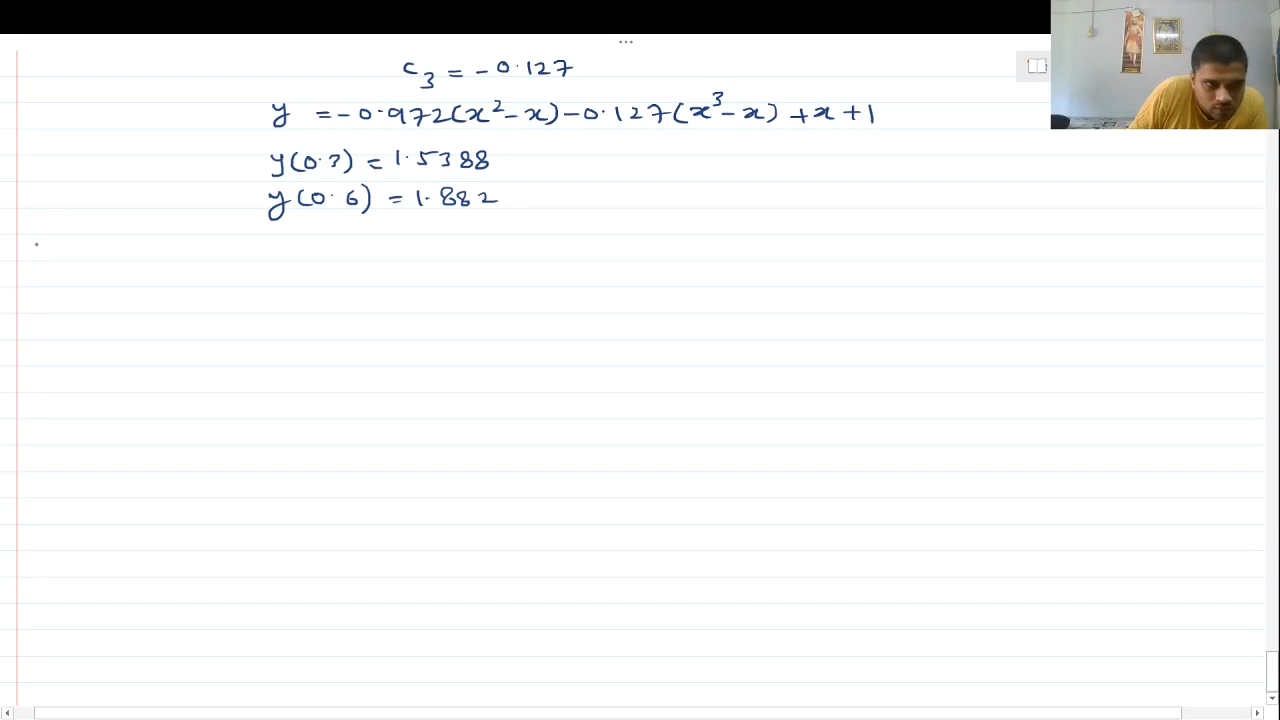 c₃ = -0.127
y = -0.972(x² - x) - 0.127(x³ - x) + x + 1
y(0.3) = 1.5388
y(0.6) = 1.882